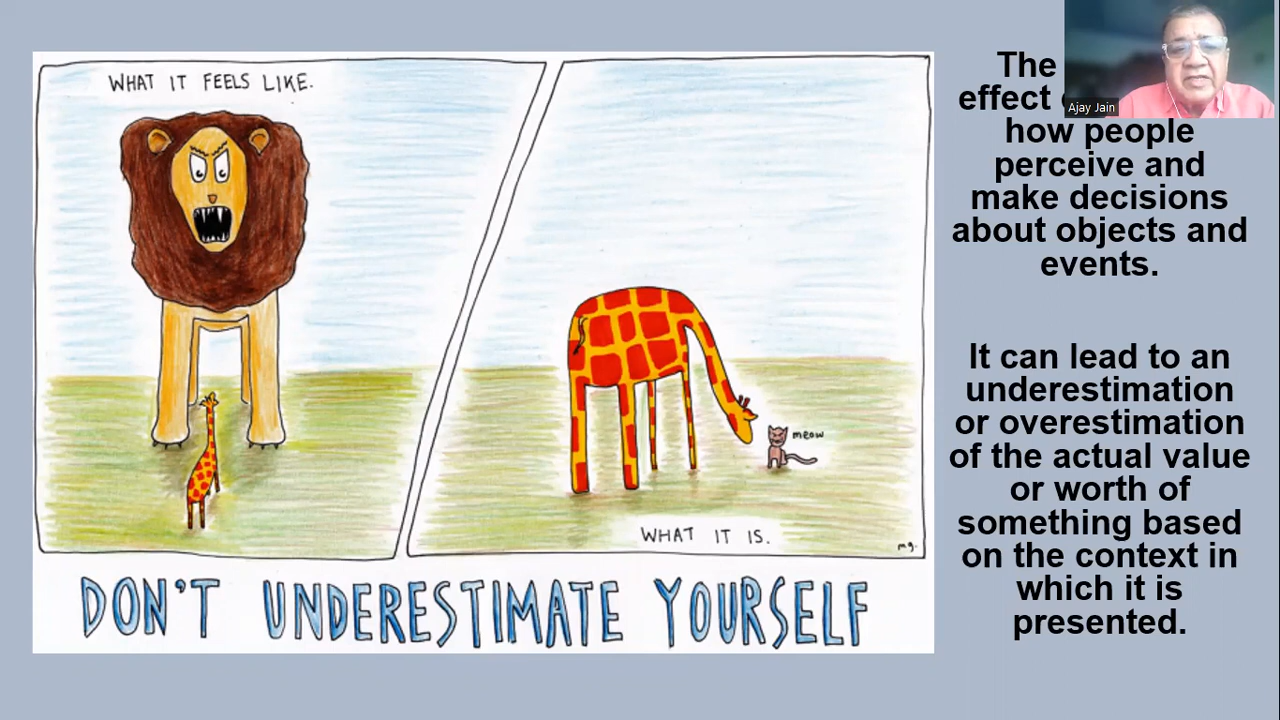 WHAT IT FEELS LIKE.
meow
WHAT IT IS.
m.g.
DON'T UNDERESTIMATE YOURSELF
The
effect
how people
perceive and
make decisions
about objects and
events.
It can lead to an
underestimation
or overestimation
of the actual value
or worth of
something based
on the context in
which it is
presented.
Ajay Jain